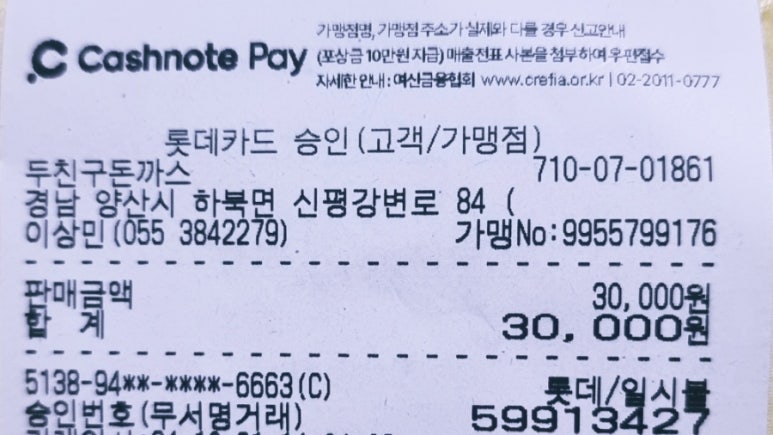 Cashnote Pay
가맹점명, 가맹점 주소가 실제와 다를 경우 신고안내
(포상금 10만원 지급) 매출전표 사본을 첨부하여 우편접수
자세한 안내 : 여신금융협회 www.crefia.or.kr | 02-2011-0777
롯데카드 승인(고객/가맹점)
두친구돈까스 710-07-01861
경남 양산시 하북면 신평강변로 84 (
이상민(055 3842279) 가맹No:9955799176
판매금액 30,000원
합 계 30,000원
5138-94**-****-6663(C) 롯데/일시불
승인번호(무서명거래) 59913427